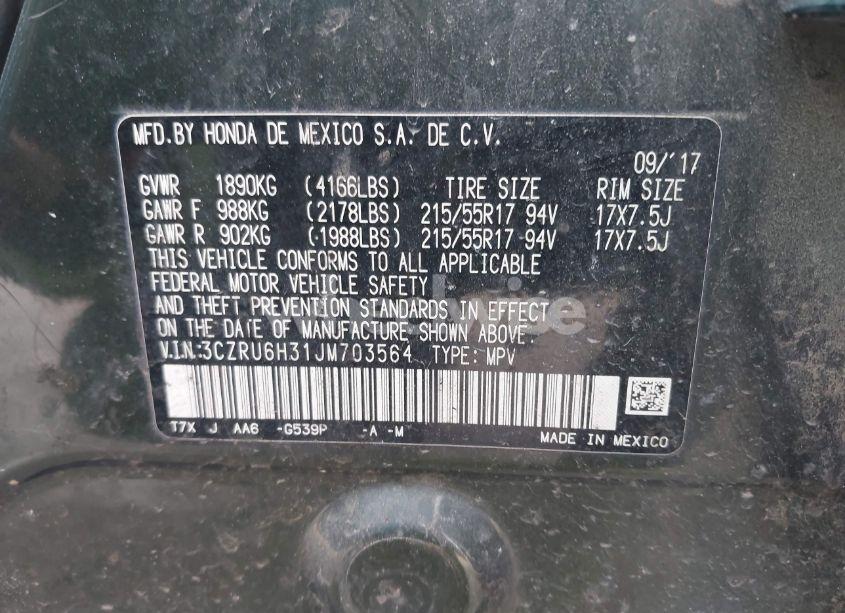 MFD.BY HONDA DE MEXICO S.A. DE C.V.
09/'17
GVWR 1890KG (4166LBS) TIRE SIZE RIM SIZE
GAWR F 988KG (2178LBS) 215/55R17 94V 17X7.5J
GAWR R 902KG (1988LBS) 215/55R17 94V 17X7.5J
THIS VEHICLE CONFORMS TO ALL APPLICABLE
FEDERAL MOTOR VEHICLE SAFETY
AND THEFT PREVENTION STANDARDS IN EFFECT
ON THE DATE OF MANUFACTURE SHOWN ABOVE.
V.I.N:3CZRU6H31JM703564 TYPE: MPV
T7X J AA6 -G539P -A -M
MADE IN MEXICO